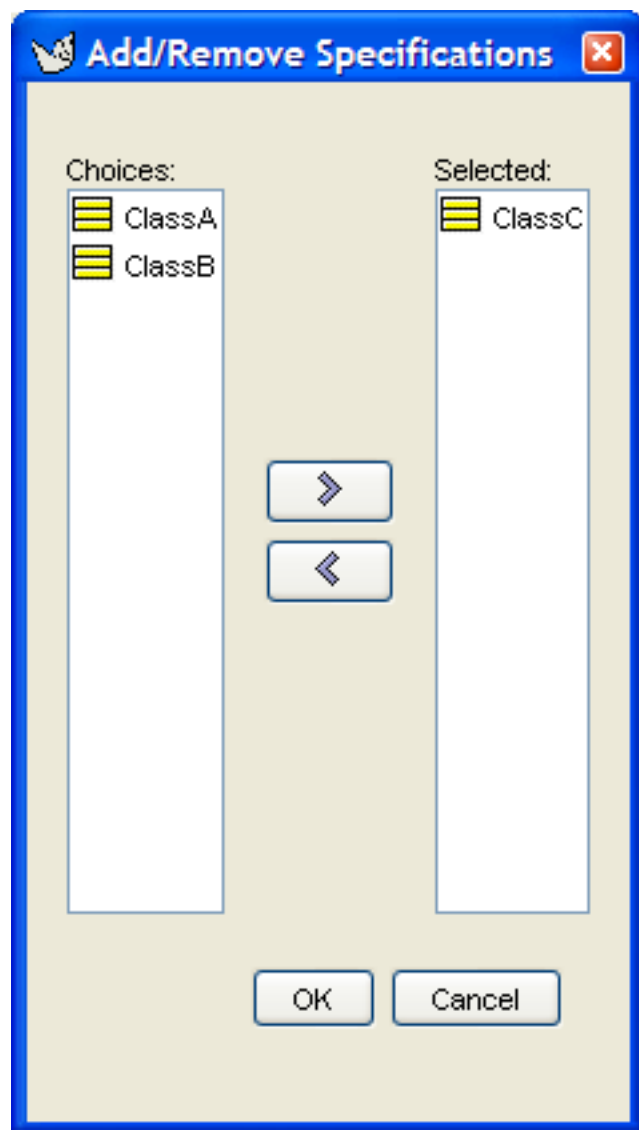 Add/Remove Specifications
Choices:
Selected:
ClassA
ClassB
ClassC
OK
Cancel